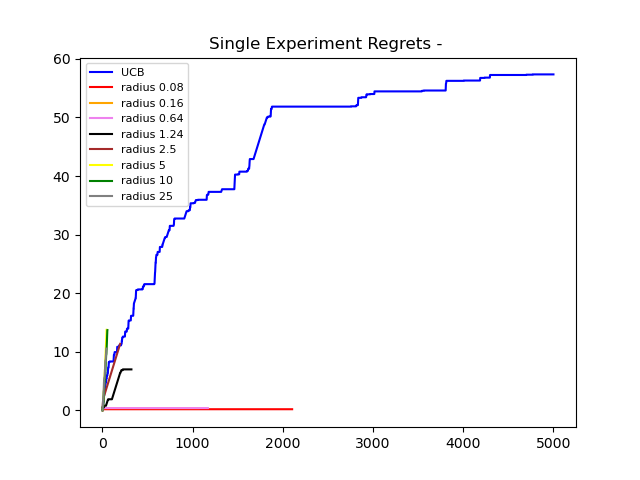 Single Experiment Regrets -
UCB
radius 0.08
radius 0.16
radius 0.64
radius 1.24
radius 2.5
radius 5
radius 10
radius 25
60
50
40
30
20
10
0
0 1000 2000 3000 4000 5000